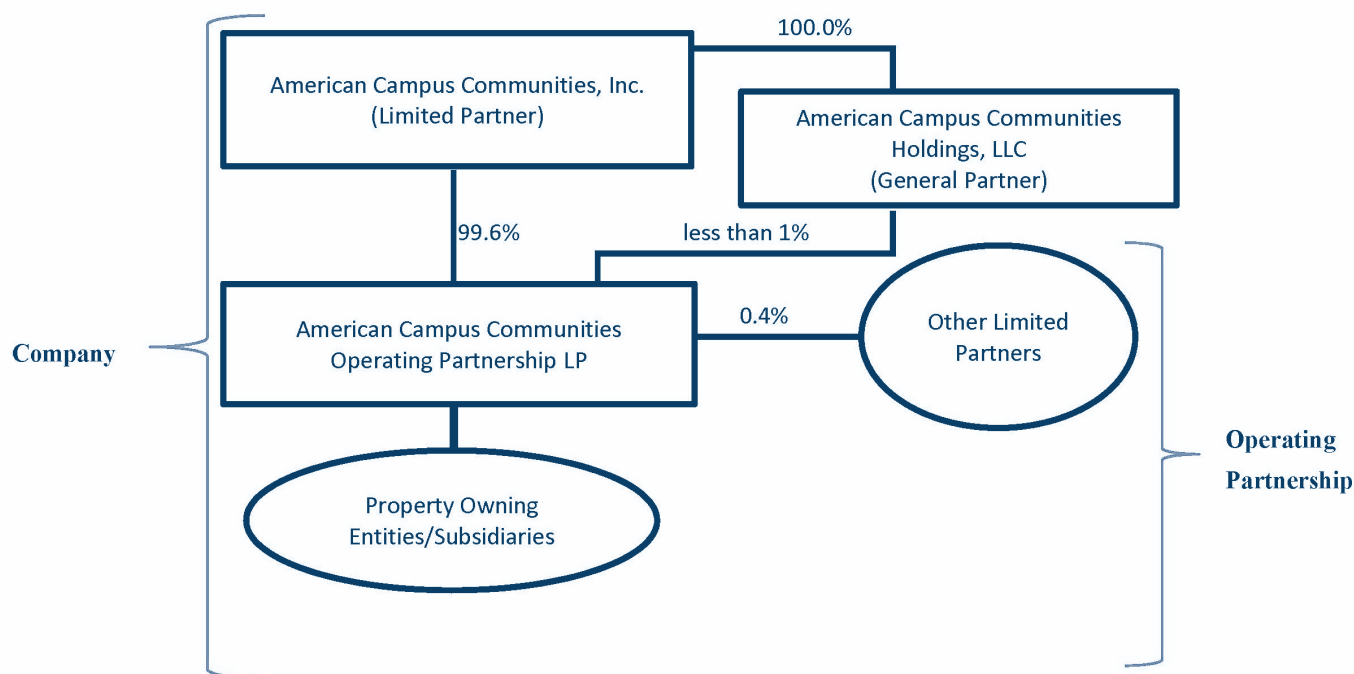 100.0%
American Campus Communities, Inc.
(Limited Partner)
American Campus Communities
Holdings, LLC
(General Partner)
99.6%
less than 1%
American Campus Communities
Operating Partnership LP
0.4%
Other Limited
Partners
Company
Operating
Partnership
Property Owning
Entities/Subsidiaries